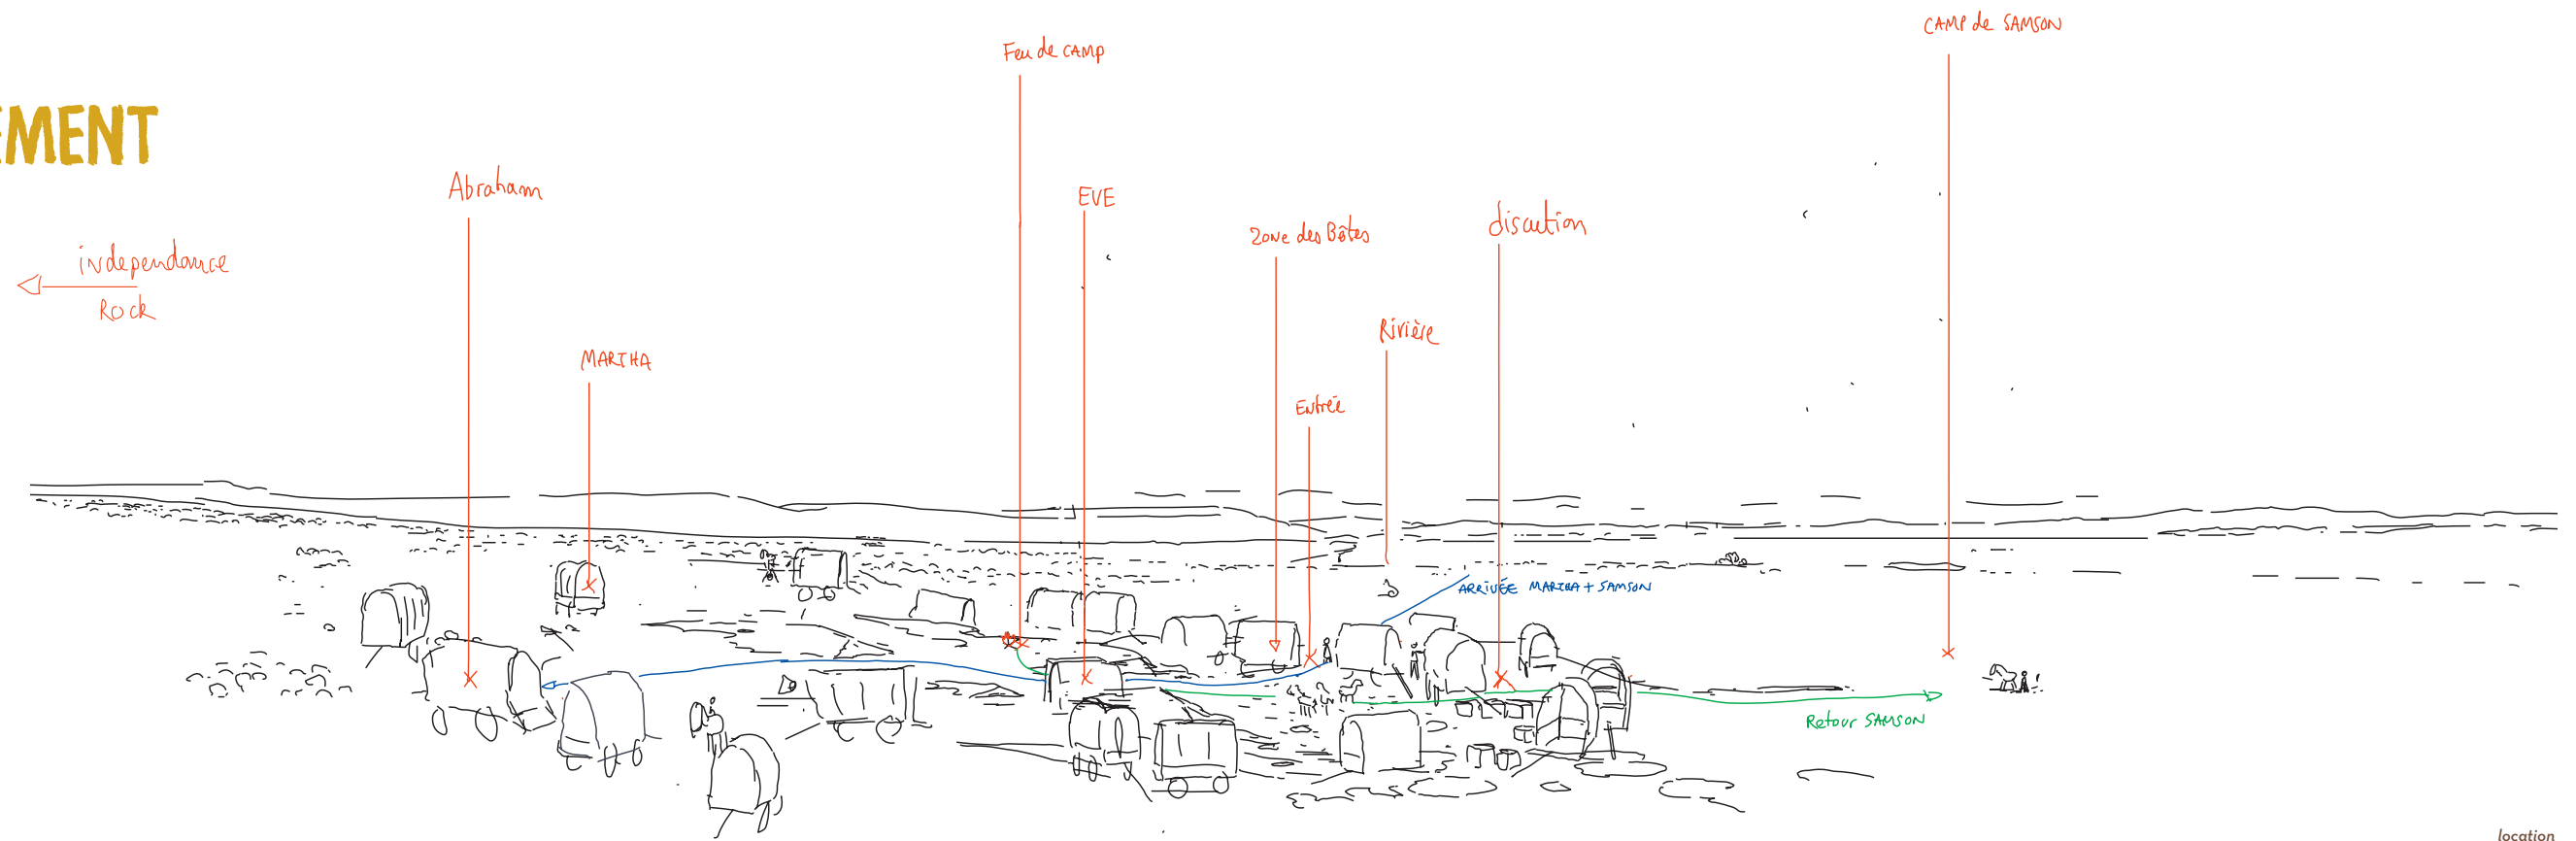 EMENT
independance
Rock
Abraham
MARTHA
Feu de CAMP
EVE
Zone des Bêtes
Entrée
Rivière
discution
CAMP de SAMSON
ARRIVÉE MARTHA + SAMSON
Retour SAMSON
location